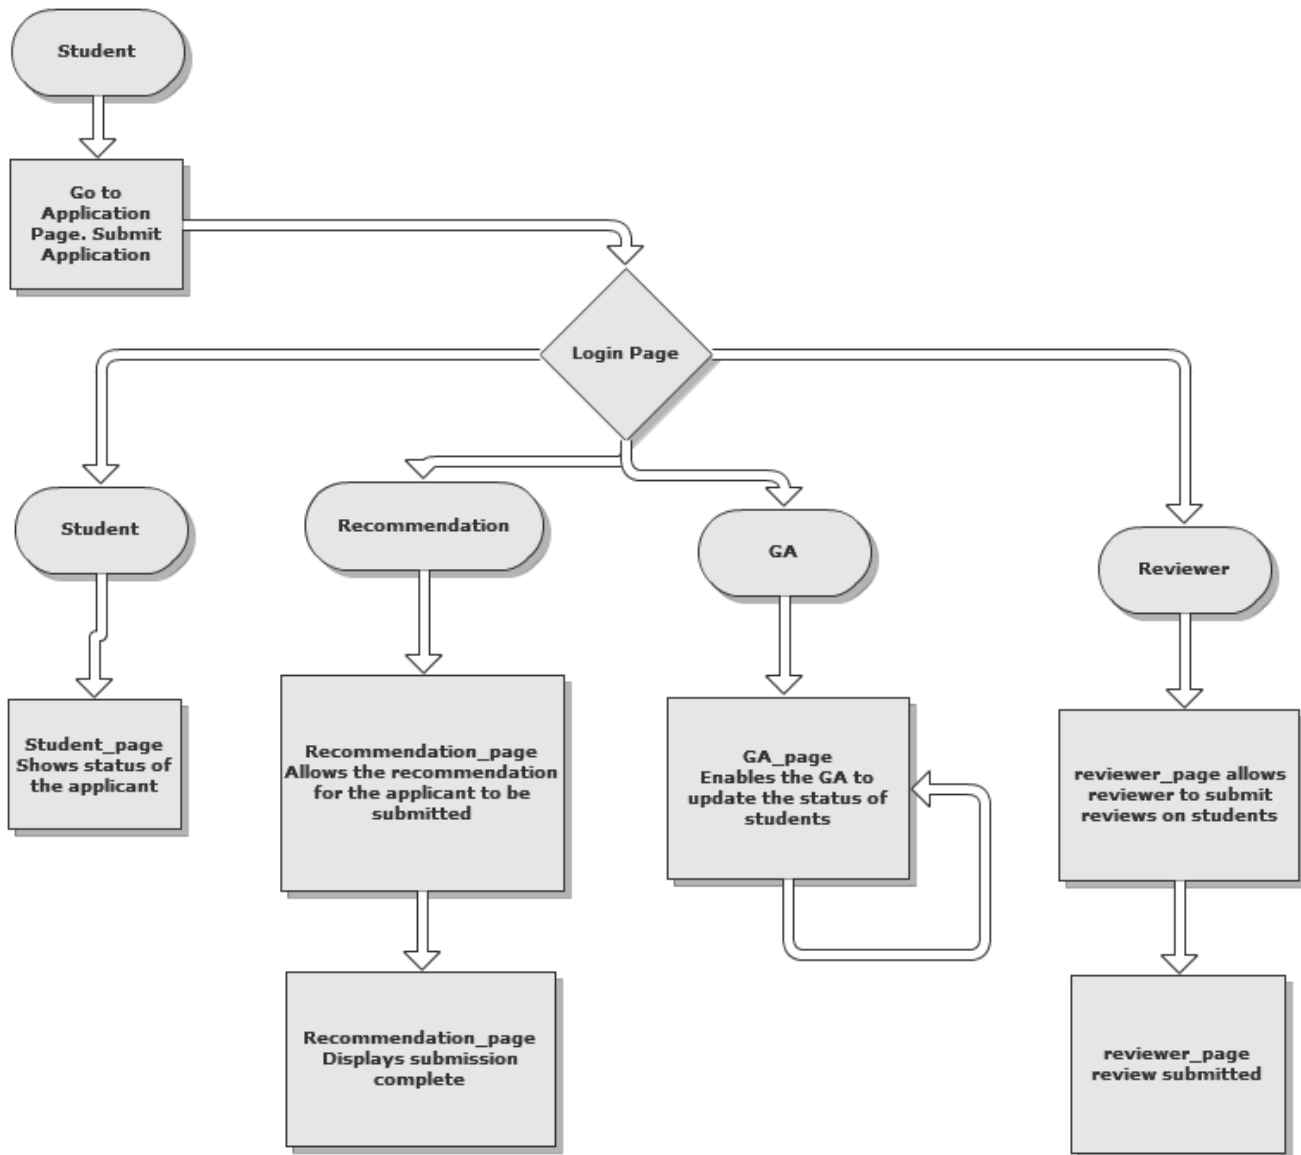 Student
Go to
Application
Page. Submit
Application
Login Page
Student
Recommendation
GA
Reviewer
Student_page
Shows status of
the applicant
Recommendation_page
Allows the recommendation
for the applicant to be
submitted
GA_page
Enables the GA to
update the status of
students
reviewer_page allows
reviewer to submit
reviews on students
Recommendation_page
Displays submission
complete
reviewer_page
review submitted